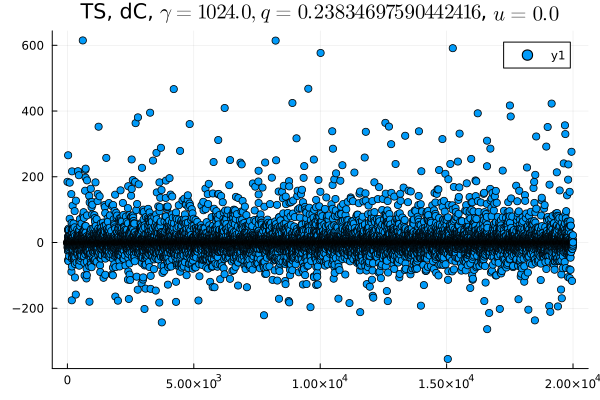 TS, dC, γ = 1024.0, q = 0.23834697590442416, u = 0.0
600
y1
400
200
0
−200
0 5.00×10³ 1.00×10⁴ 1.50×10⁴ 2.00×10⁴